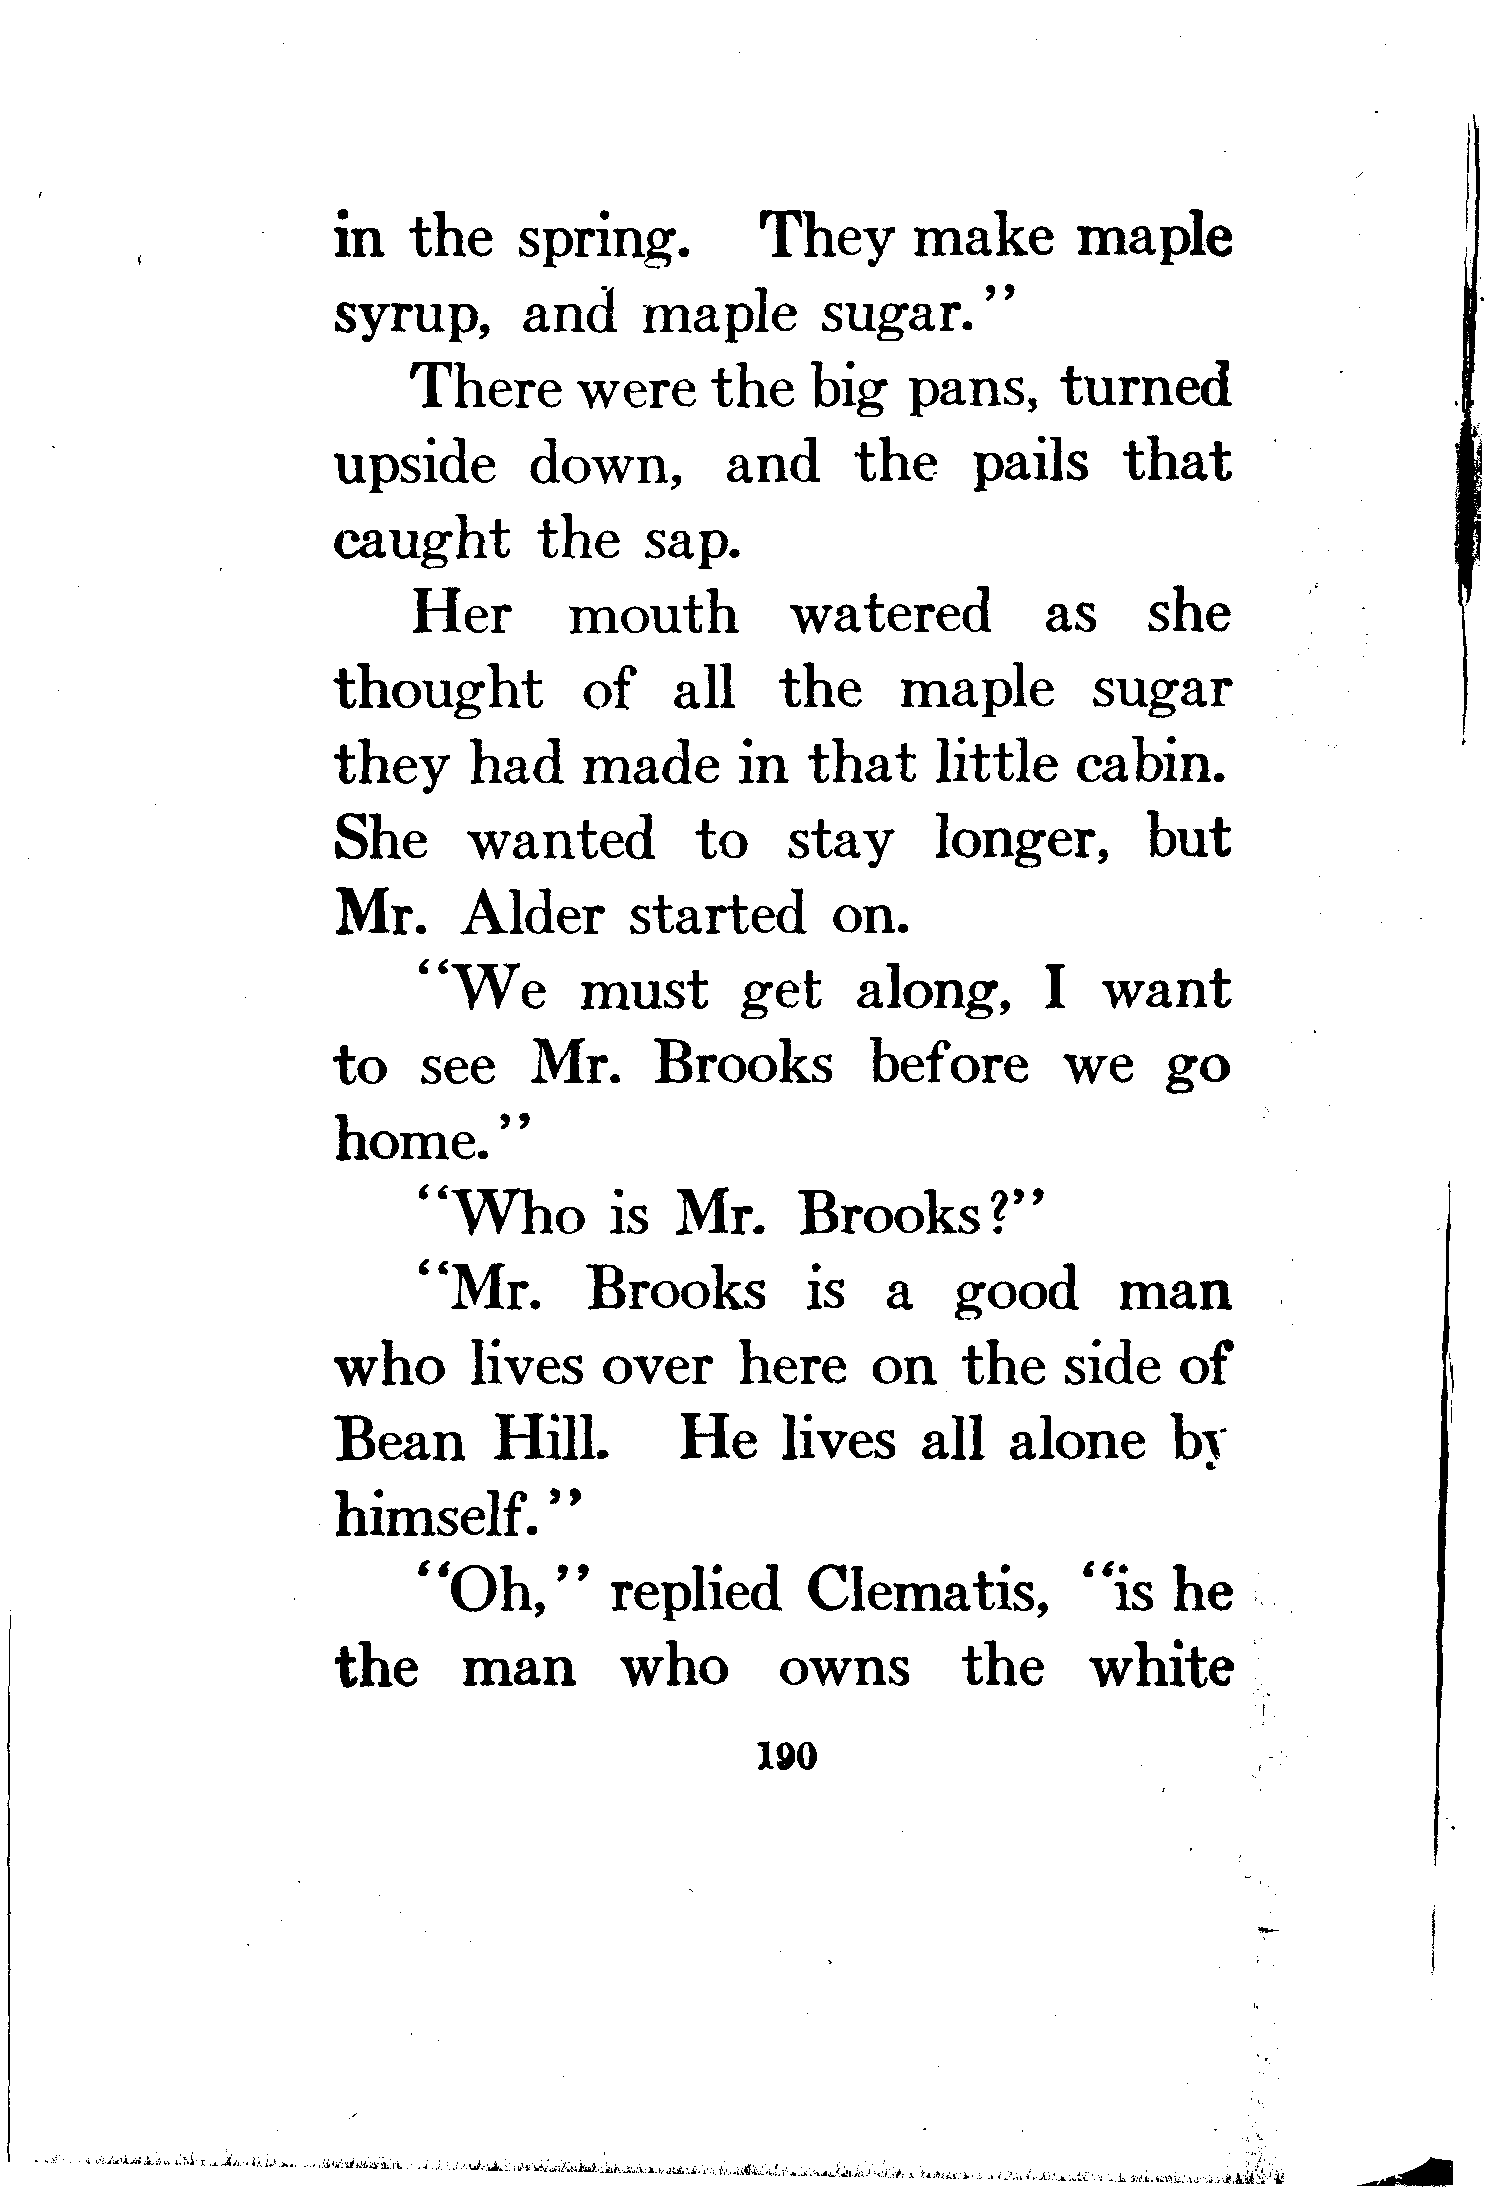 in the spring. They make maple
syrup, and maple sugar."
There were the big pans, turned
upside down, and the pails that
caught the sap.
Her mouth watered as she
thought of all the maple sugar
they had made in that little cabin.
She wanted to stay longer, but
Mr. Alder started on.
"We must get along, I want
to see Mr. Brooks before we go
home."
"Who is Mr. Brooks?"
"Mr. Brooks is a good man
who lives over here on the side of
Bean Hill. He lives all alone by
himself."
"Oh," replied Clematis, "is he
the man who owns the white
190